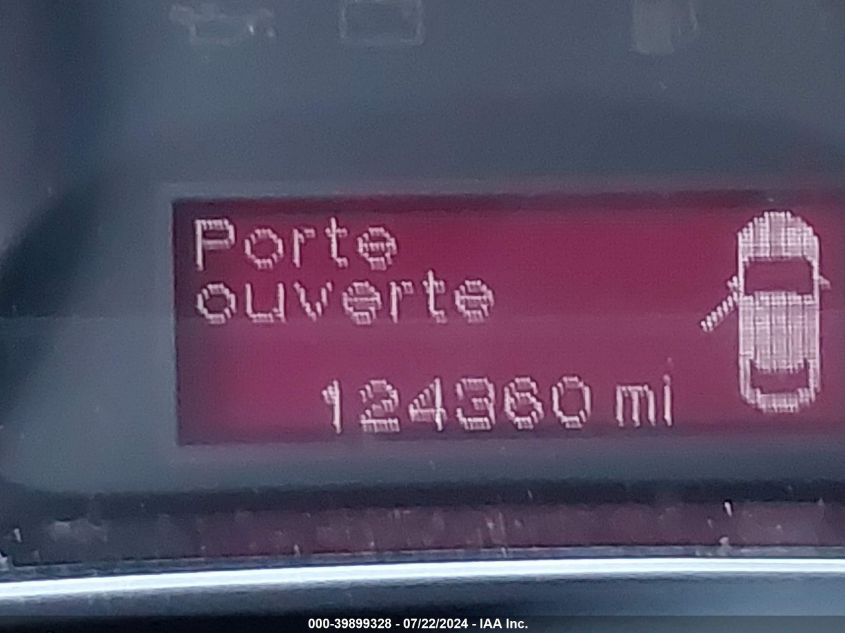 Porte
ouverte
124360 mi
000-39899328 - 07/22/2024 - IAA Inc.